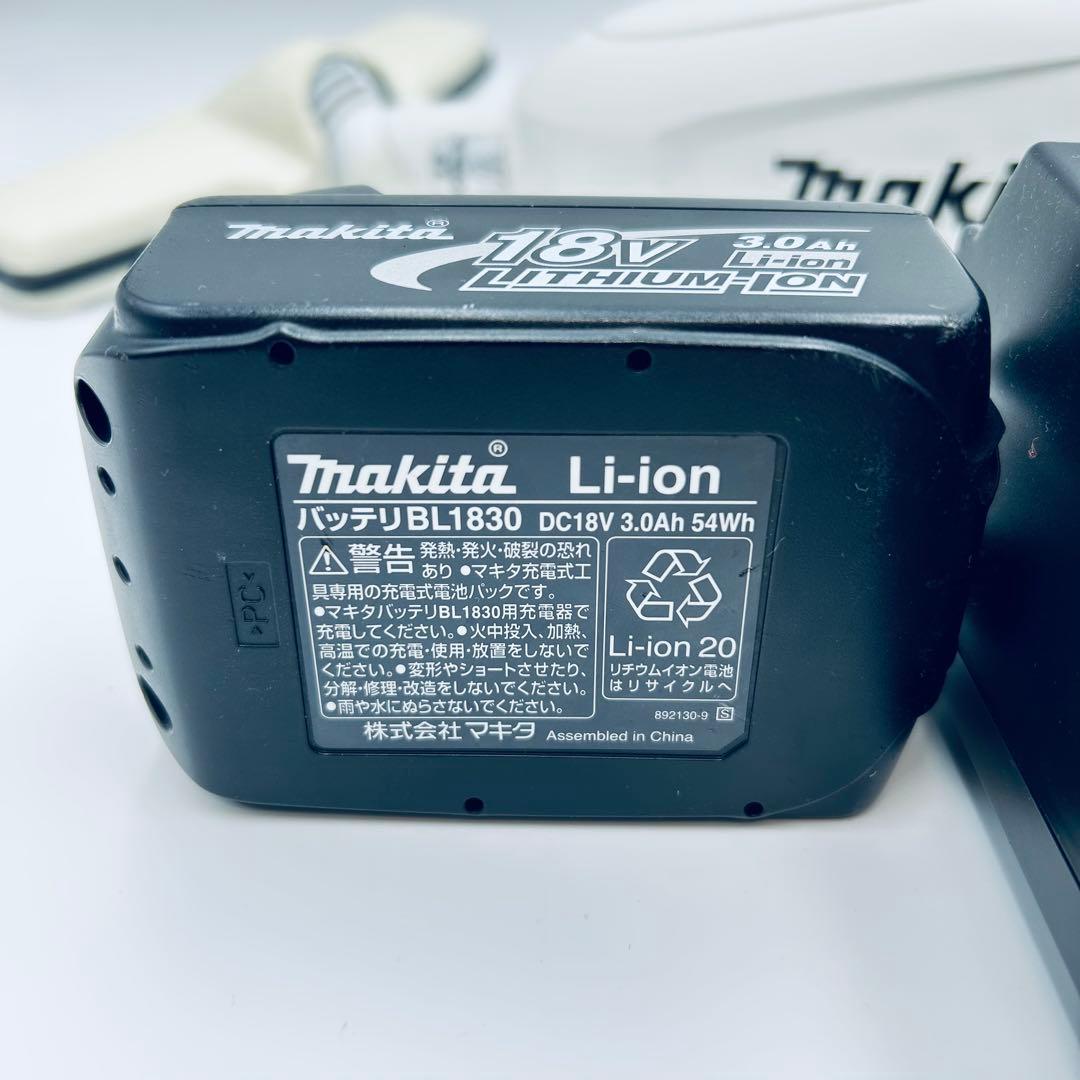 makita®
18V
3.0Ah
Li-ion
LITHIUM-ION
maki
makita® Li-ion
バッテリBL1830 DC18V 3.0Ah 54Wh
警告 発熱・発火・破裂の恐れ
あり ●マキタ充電式工
具専用の充電式電池パックです。
●マキタバッテリBL1830用充電器で
充電してください。●火中投入、加熱、
高温での充電・使用・放置をしないで
ください。●変形やショートさせたり、
分解・修理・改造をしないでください。
●雨や水にぬらさないでください。
Li-ion 20
リチウムイオン電池
はリサイクルへ
892130-9 S
株式会社マキタ Assembled in China
>PC<